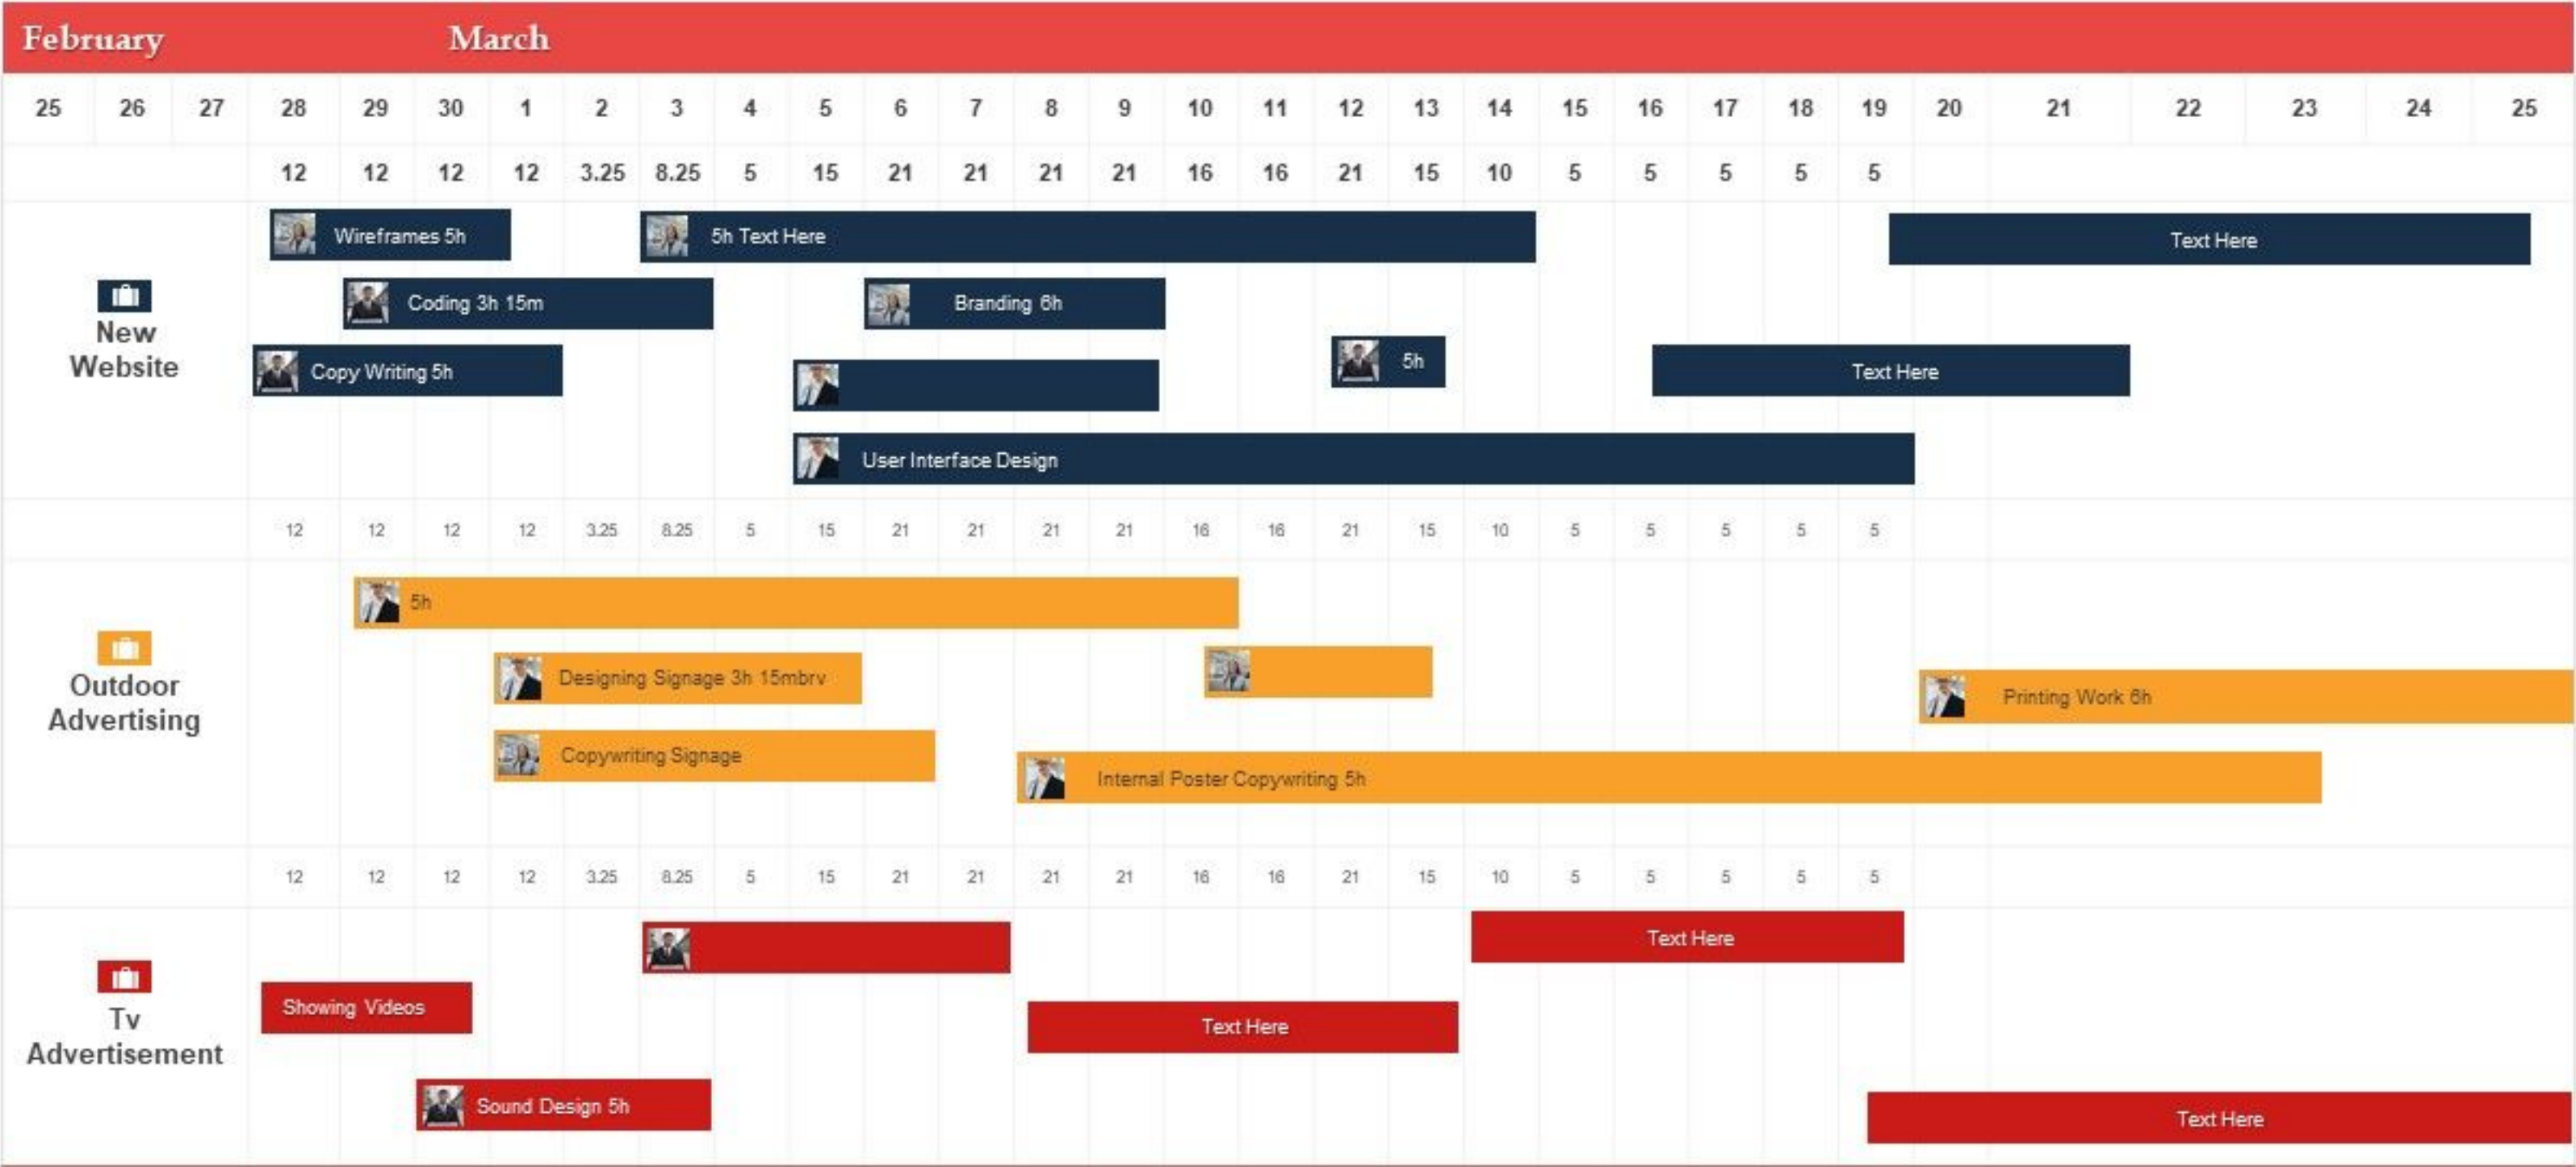 February March
25 26 27 28 29 30 1 2 3 4 5 6 7 8 9 10 11 12 13 14 15 16 17 18 19 20 21 22 23 24 25
12 12 12 12 3.25 8.25 5 15 21 21 21 21 16 16 21 15 10 5 5 5 5 5
New
Website
Wireframes 5h
5h Text Here
Text Here
Coding 3h 15m
Branding 6h
Copy Writing 5h
5h
Text Here
User Interface Design
12 12 12 12 3.25 8.25 5 15 21 21 21 21 16 16 21 15 10 5 5 5 5 5
Outdoor
Advertising
5h
Designing Signage 3h 15mbrv
Printing Work 6h
Copywriting Signage
Internal Poster Copywriting 5h
12 12 12 12 3.25 8.25 5 15 21 21 21 21 16 16 21 15 10 5 5 5 5 5
Tv
Advertisement
Text Here
Showing Videos
Text Here
Sound Design 5h
Text Here